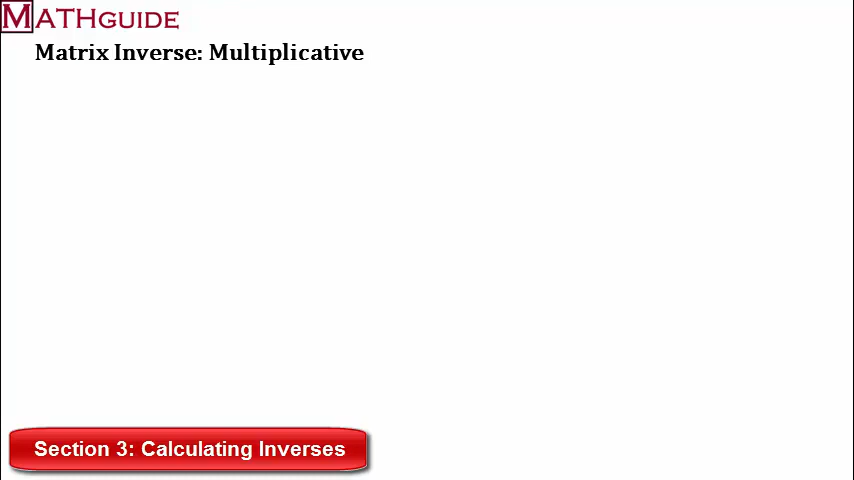 MATHGUIDE
Matrix Inverse: Multiplicative
Section 3: Calculating Inverses